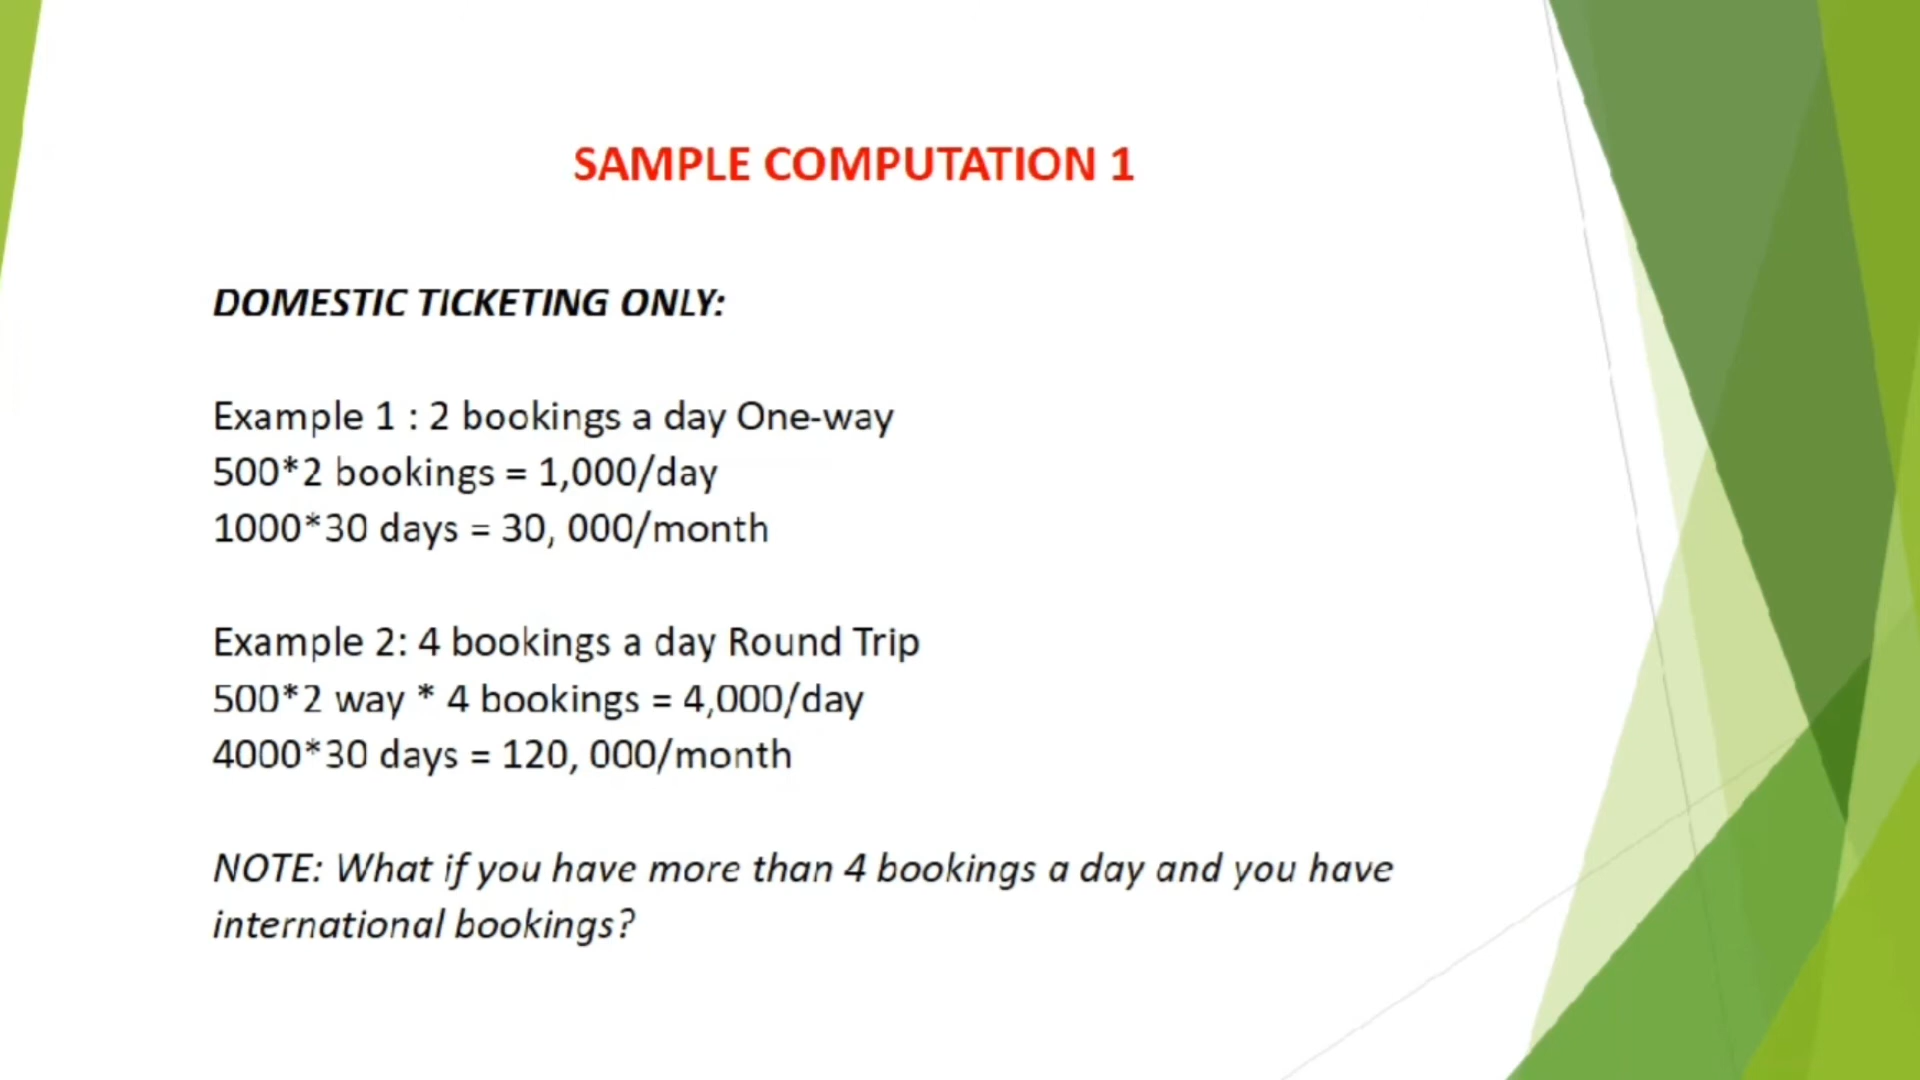 SAMPLE COMPUTATION 1
DOMESTIC TICKETING ONLY:
Example 1 : 2 bookings a day One-way
500*2 bookings = 1,000/day
1000*30 days = 30, 000/month
Example 2: 4 bookings a day Round Trip
500*2 way * 4 bookings = 4,000/day
4000*30 days = 120, 000/month
NOTE: What if you have more than 4 bookings a day and you have
international bookings?